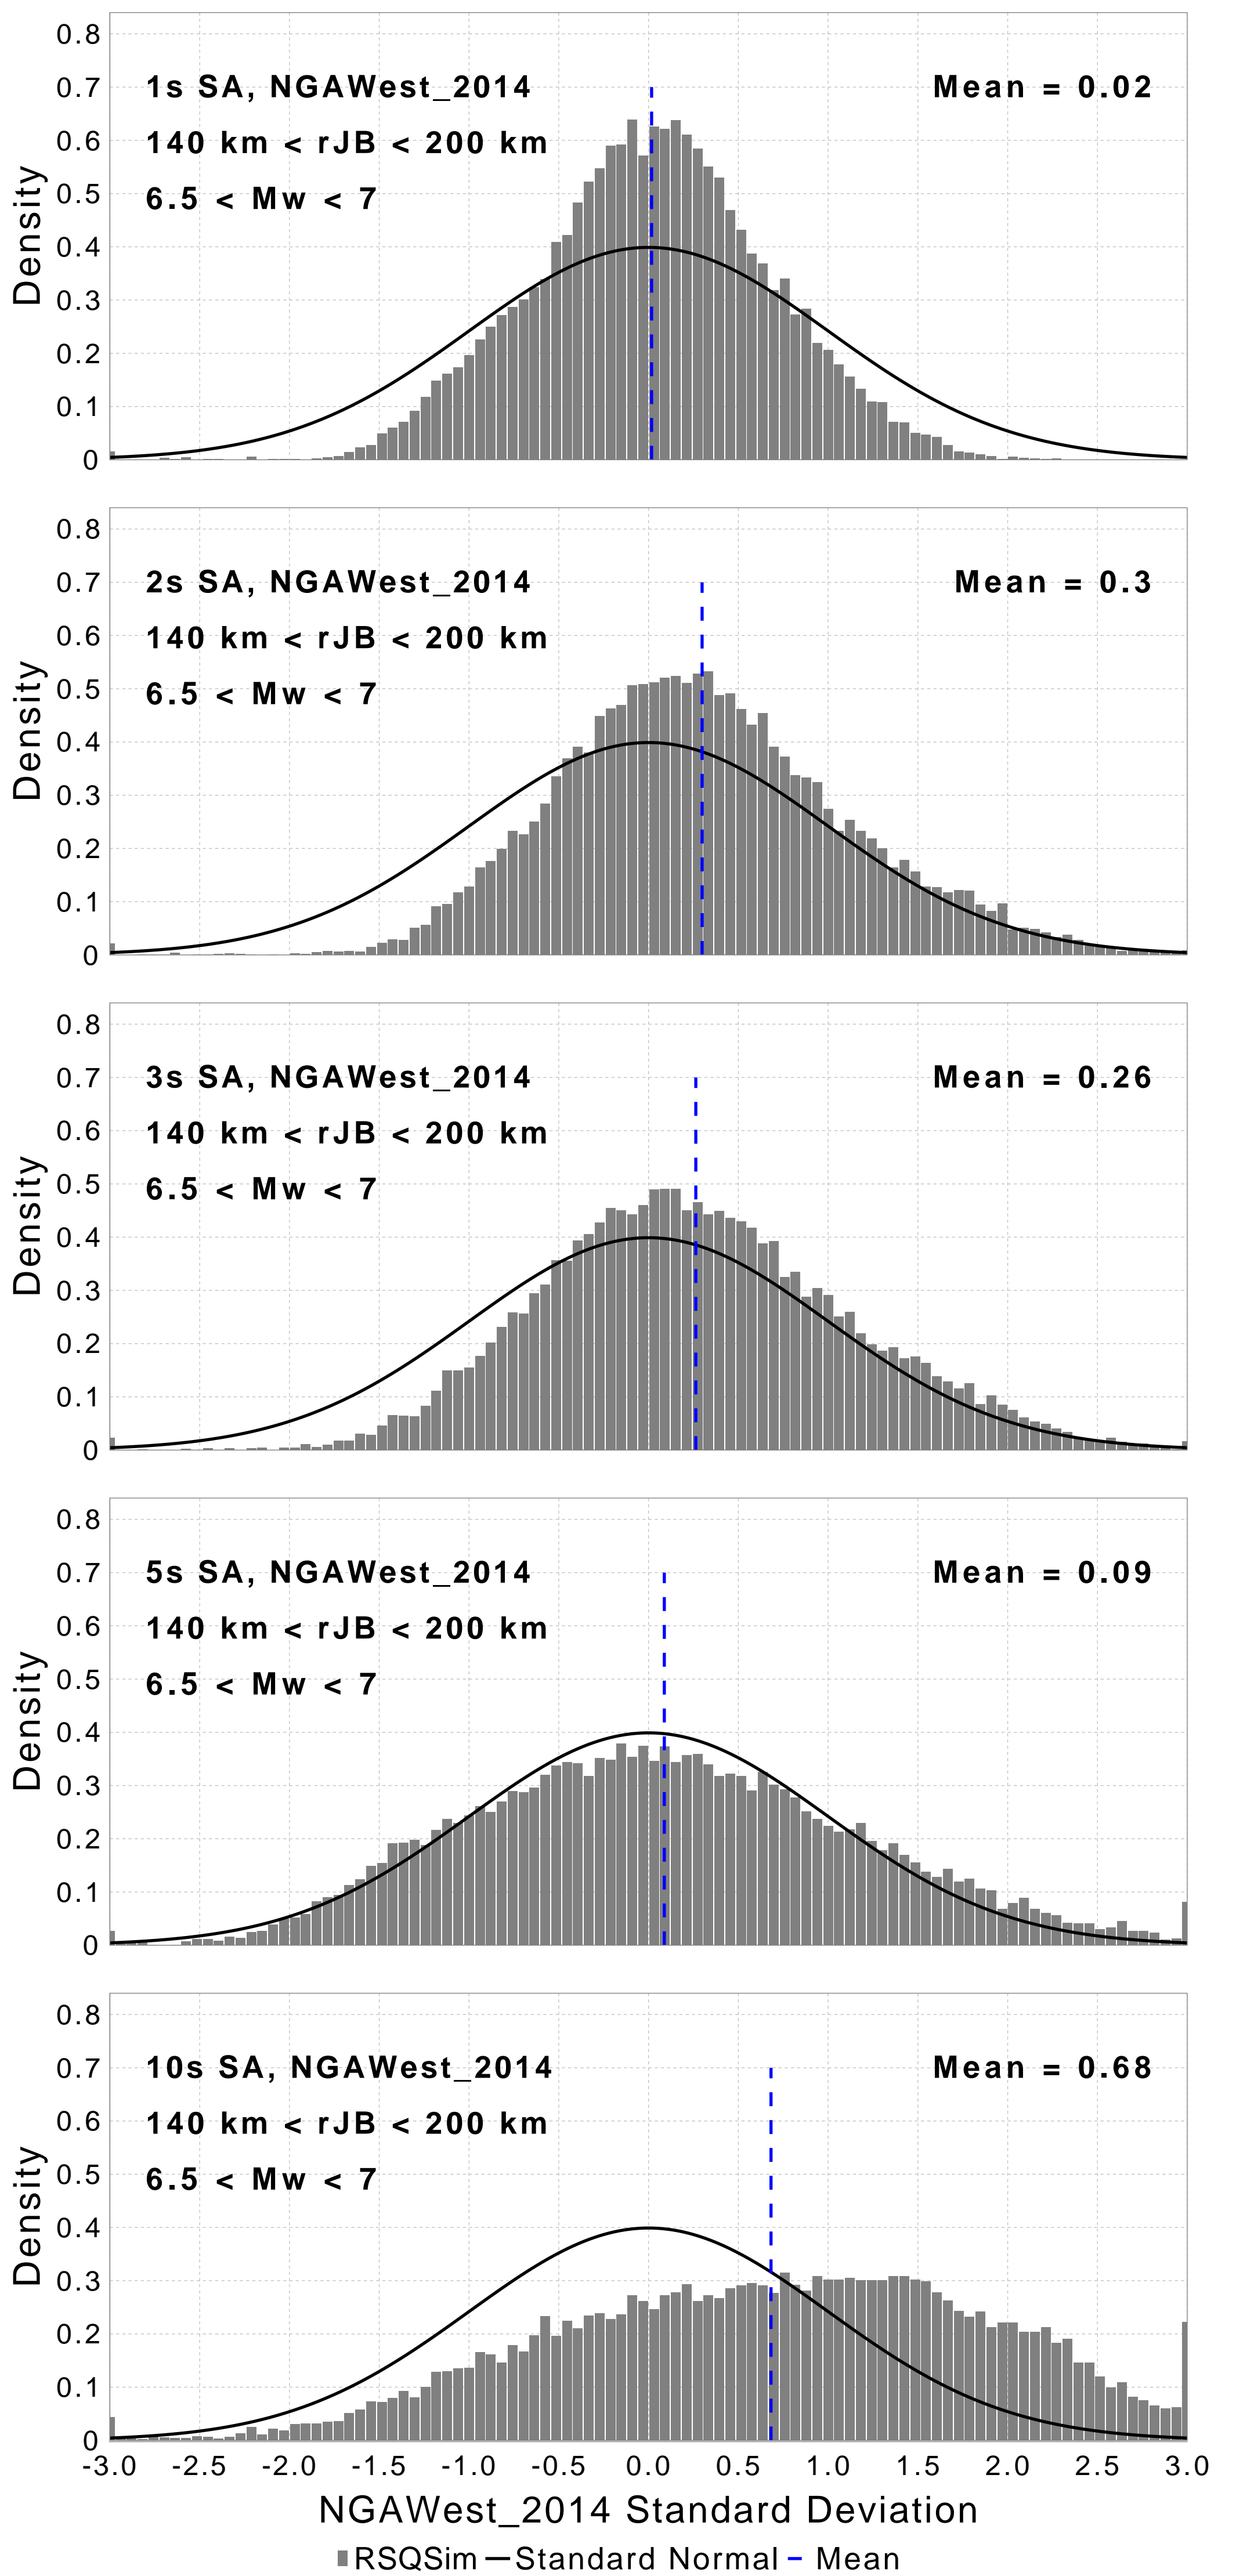 0.8
1s SA, NGAWest_2014 Mean = 0.02
0.7
140 km < rJB < 200 km
0.6
6.5 < Mw < 7
0.5
0.4
0.3
0.2
0.1
0
Density
0.8
2s SA, NGAWest_2014 Mean = 0.3
0.7
140 km < rJB < 200 km
0.6
6.5 < Mw < 7
0.5
0.4
0.3
0.2
0.1
0
Density
0.8
3s SA, NGAWest_2014 Mean = 0.26
0.7
140 km < rJB < 200 km
0.6
6.5 < Mw < 7
0.5
0.4
0.3
0.2
0.1
0
Density
0.8
5s SA, NGAWest_2014 Mean = 0.09
0.7
140 km < rJB < 200 km
0.6
6.5 < Mw < 7
0.5
0.4
0.3
0.2
0.1
0
Density
0.8
10s SA, NGAWest_2014 Mean = 0.68
0.7
140 km < rJB < 200 km
0.6
6.5 < Mw < 7
0.5
0.4
0.3
0.2
0.1
0
Density
-3.0 -2.5 -2.0 -1.5 -1.0 -0.5 0.0 0.5 1.0 1.5 2.0 2.5 3.0
NGAWest_2014 Standard Deviation
RSQSim Standard Normal Mean